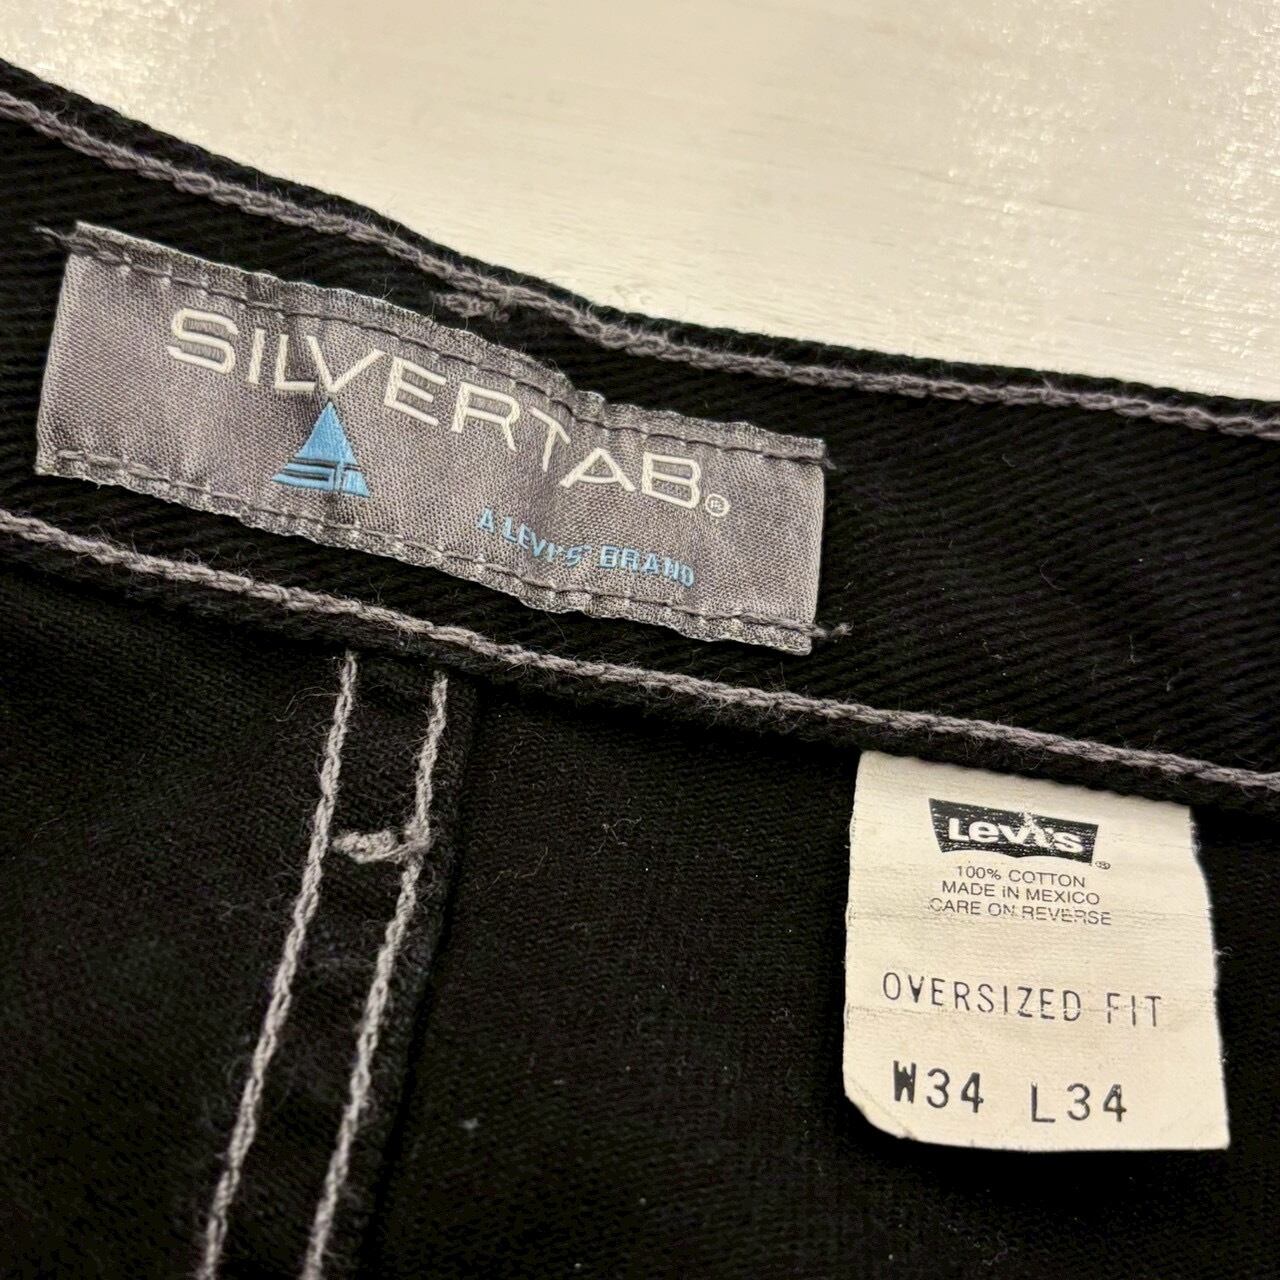 SILVERTAB®
A LEVI'S® BRAND
Levi's®
100% COTTON
MADE IN MEXICO
CARE ON REVERSE
OVERSIZED FIT
W34 L34